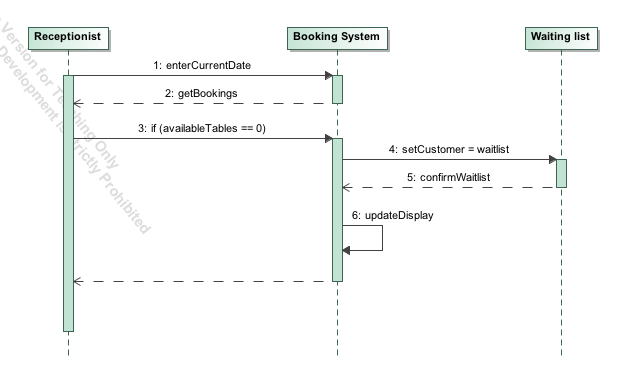 Receptionist
Booking System
Waiting list
1: enterCurrentDate
2: getBookings
3: if (availableTables == 0)
4: setCustomer = waitlist
5: confirmWaitlist
6: updateDisplay
Version for Teaching Only
Development is Strictly Prohibited